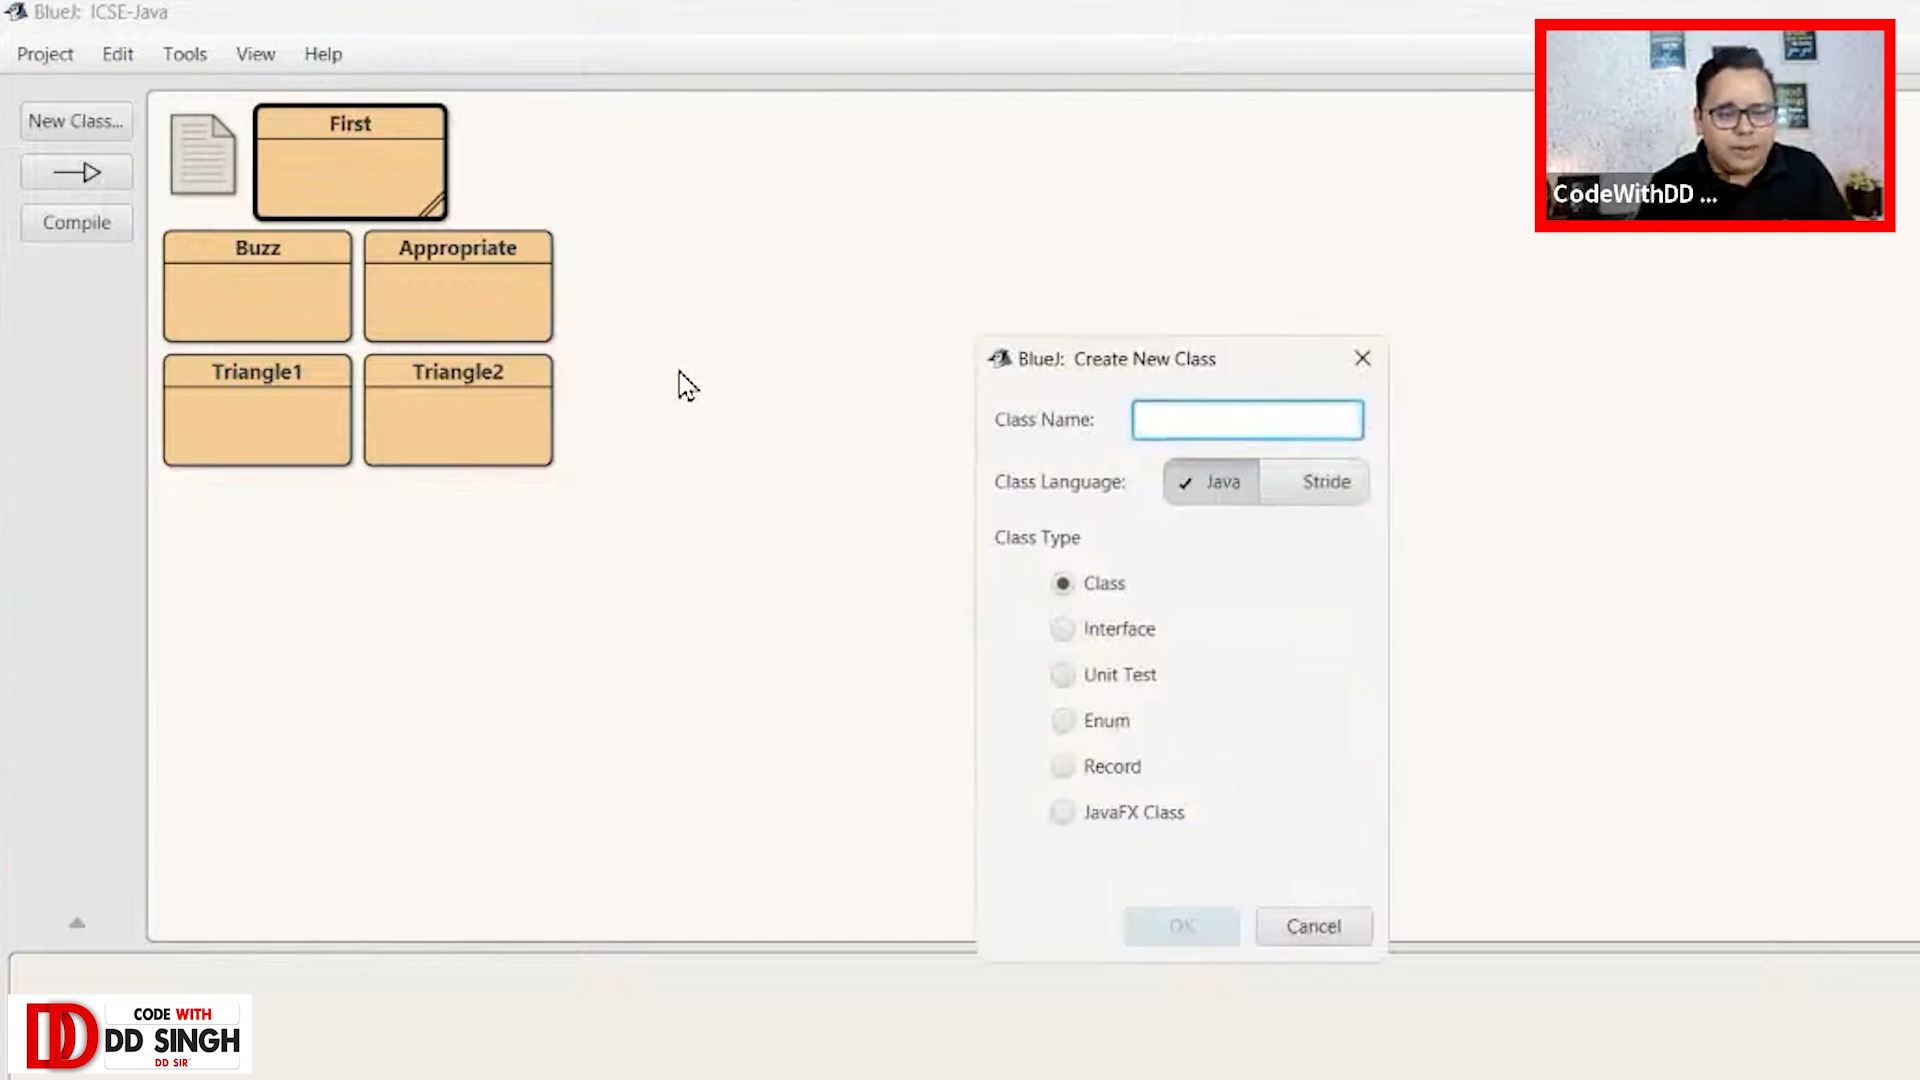 BlueJ: ICSE-Java
Project Edit Tools View Help
New Class...
Compile
First
Buzz
Appropriate
Triangle1
Triangle2
BlueJ: Create New Class
Class Name:
Class Language:
✓ Java
Stride
Class Type
Class
Interface
Unit Test
Enum
Record
JavaFX Class
OK
Cancel
CodeWithDD ...
DD
CODE WITH
DD SINGH
DD SIR